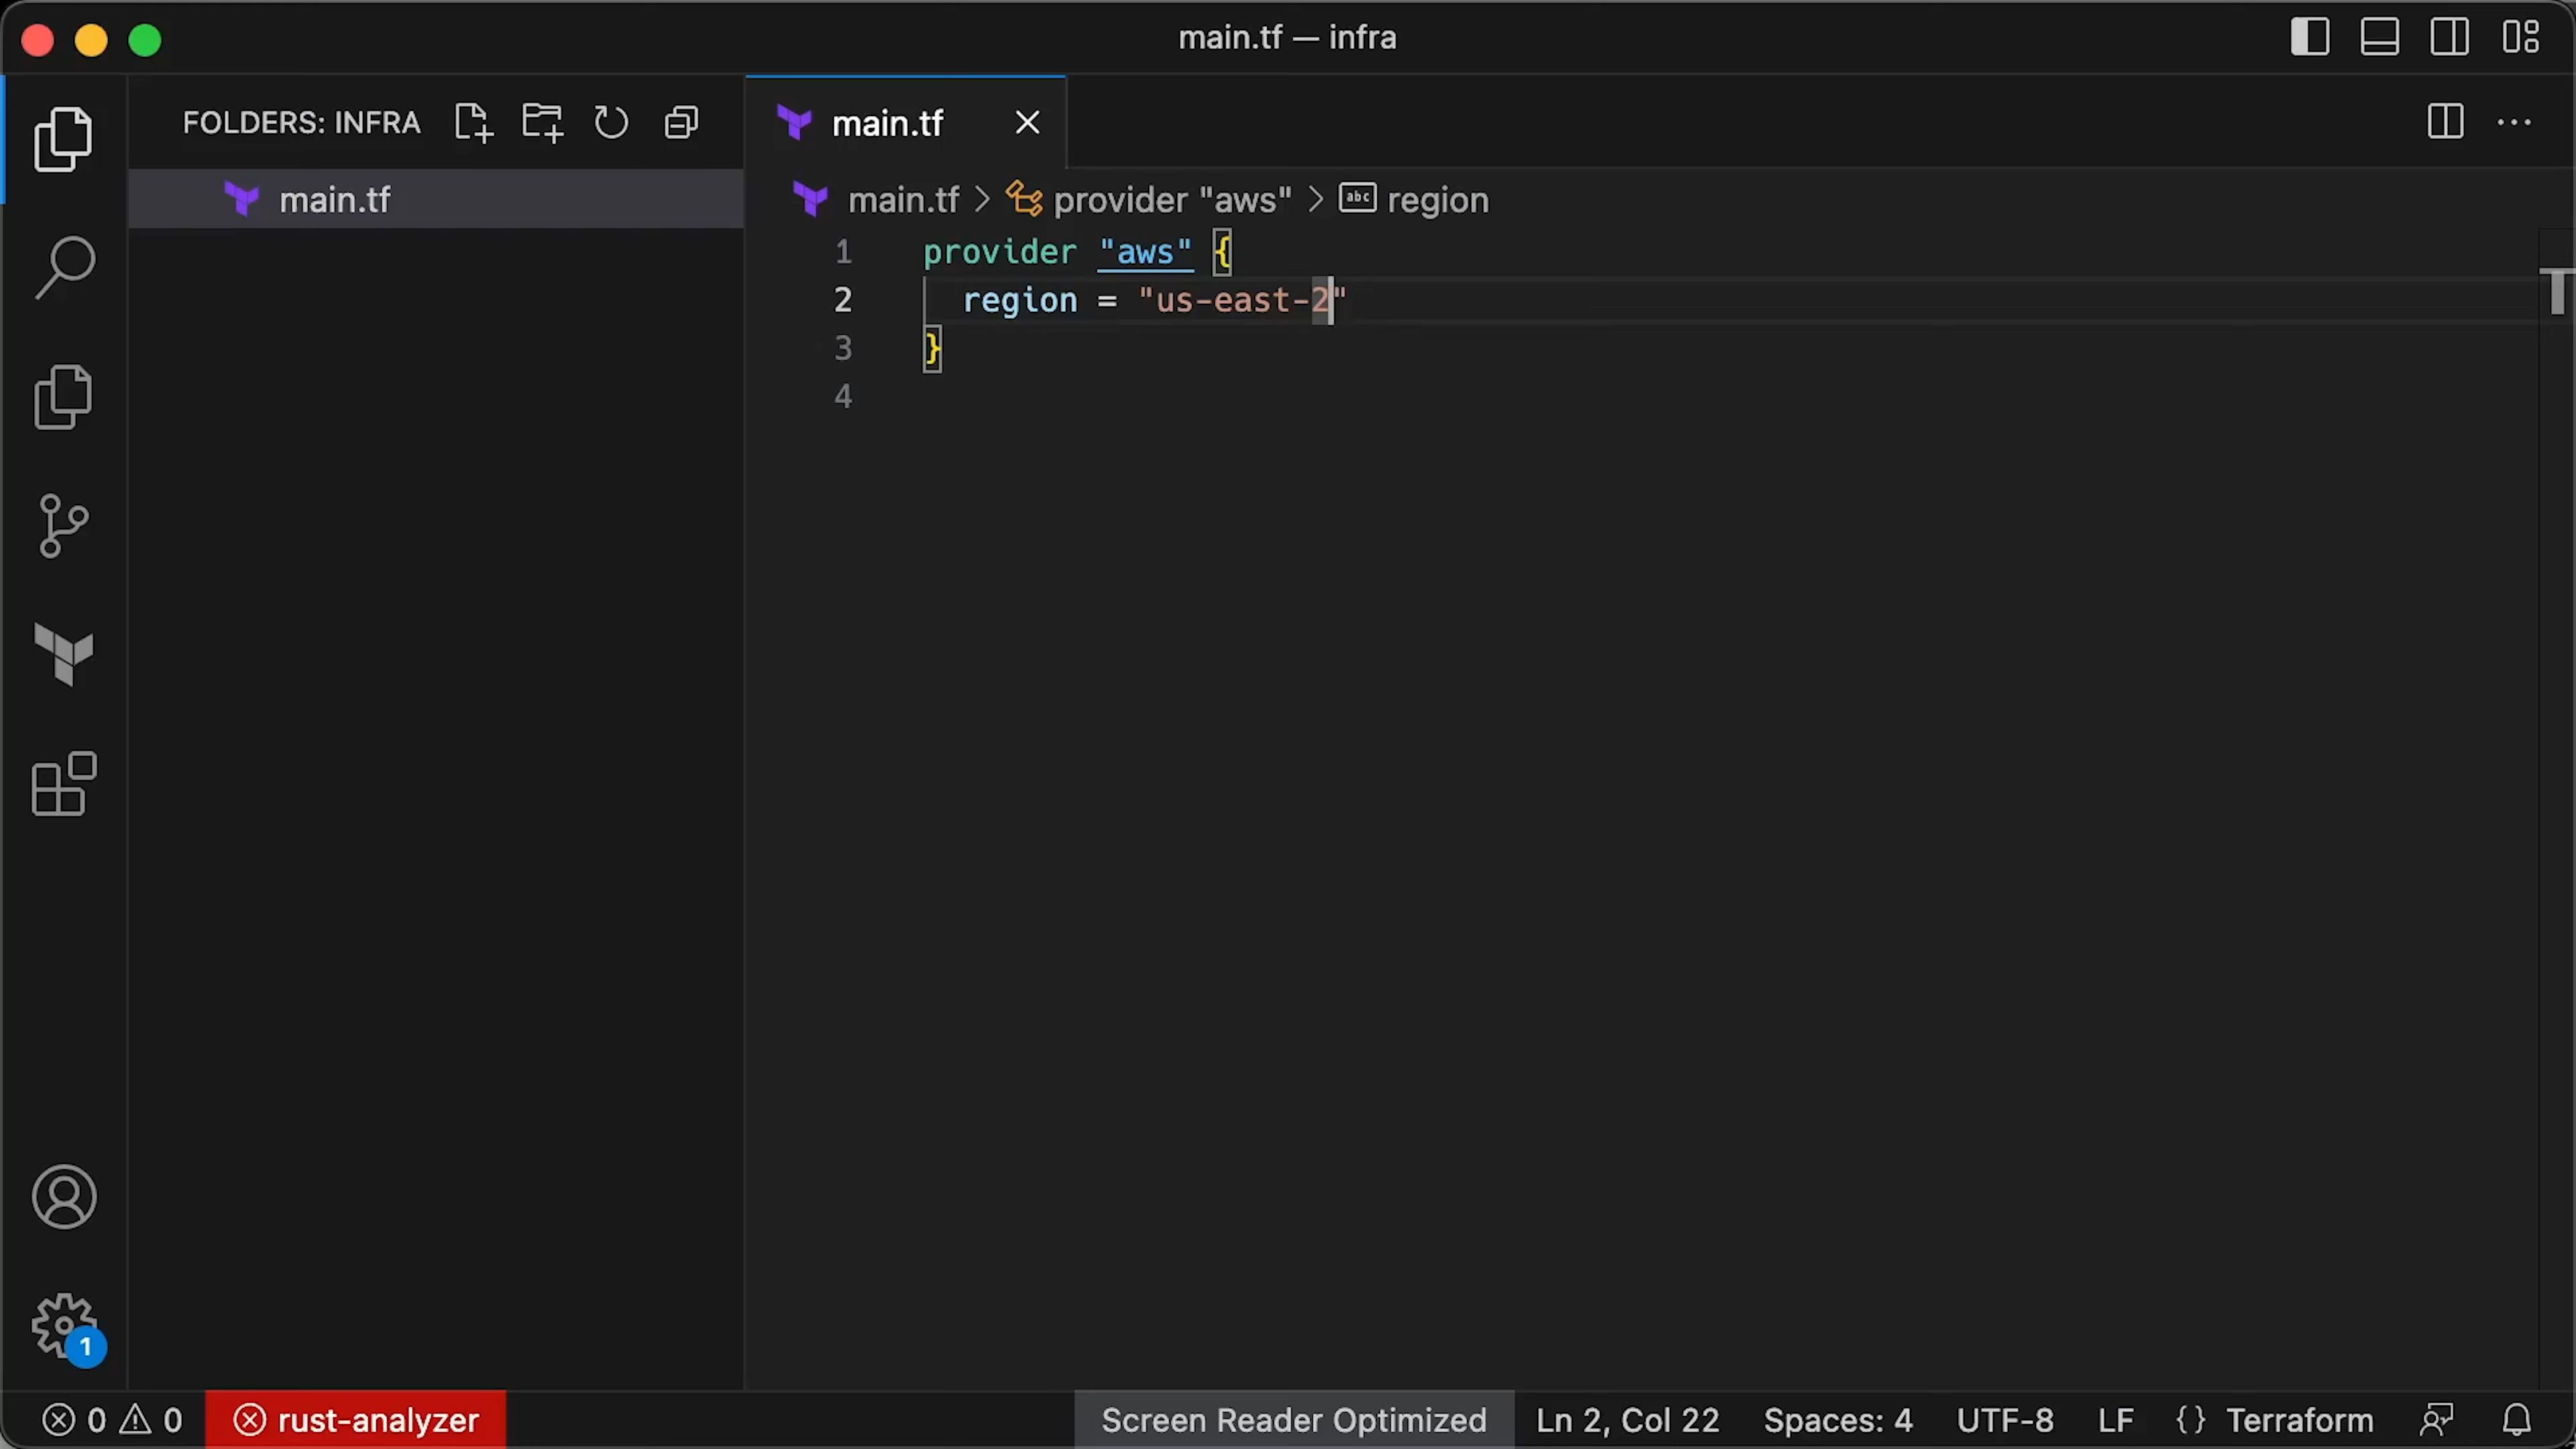 main.tf — infra
FOLDERS: INFRA
main.tf
main.tf
main.tf > provider "aws" > abc region
1 provider "aws" {
2 region = "us-east-2"
3 }
4
1
0 0 rust-analyzer
Screen Reader Optimized Ln 2, Col 22 Spaces: 4 UTF-8 LF {} Terraform